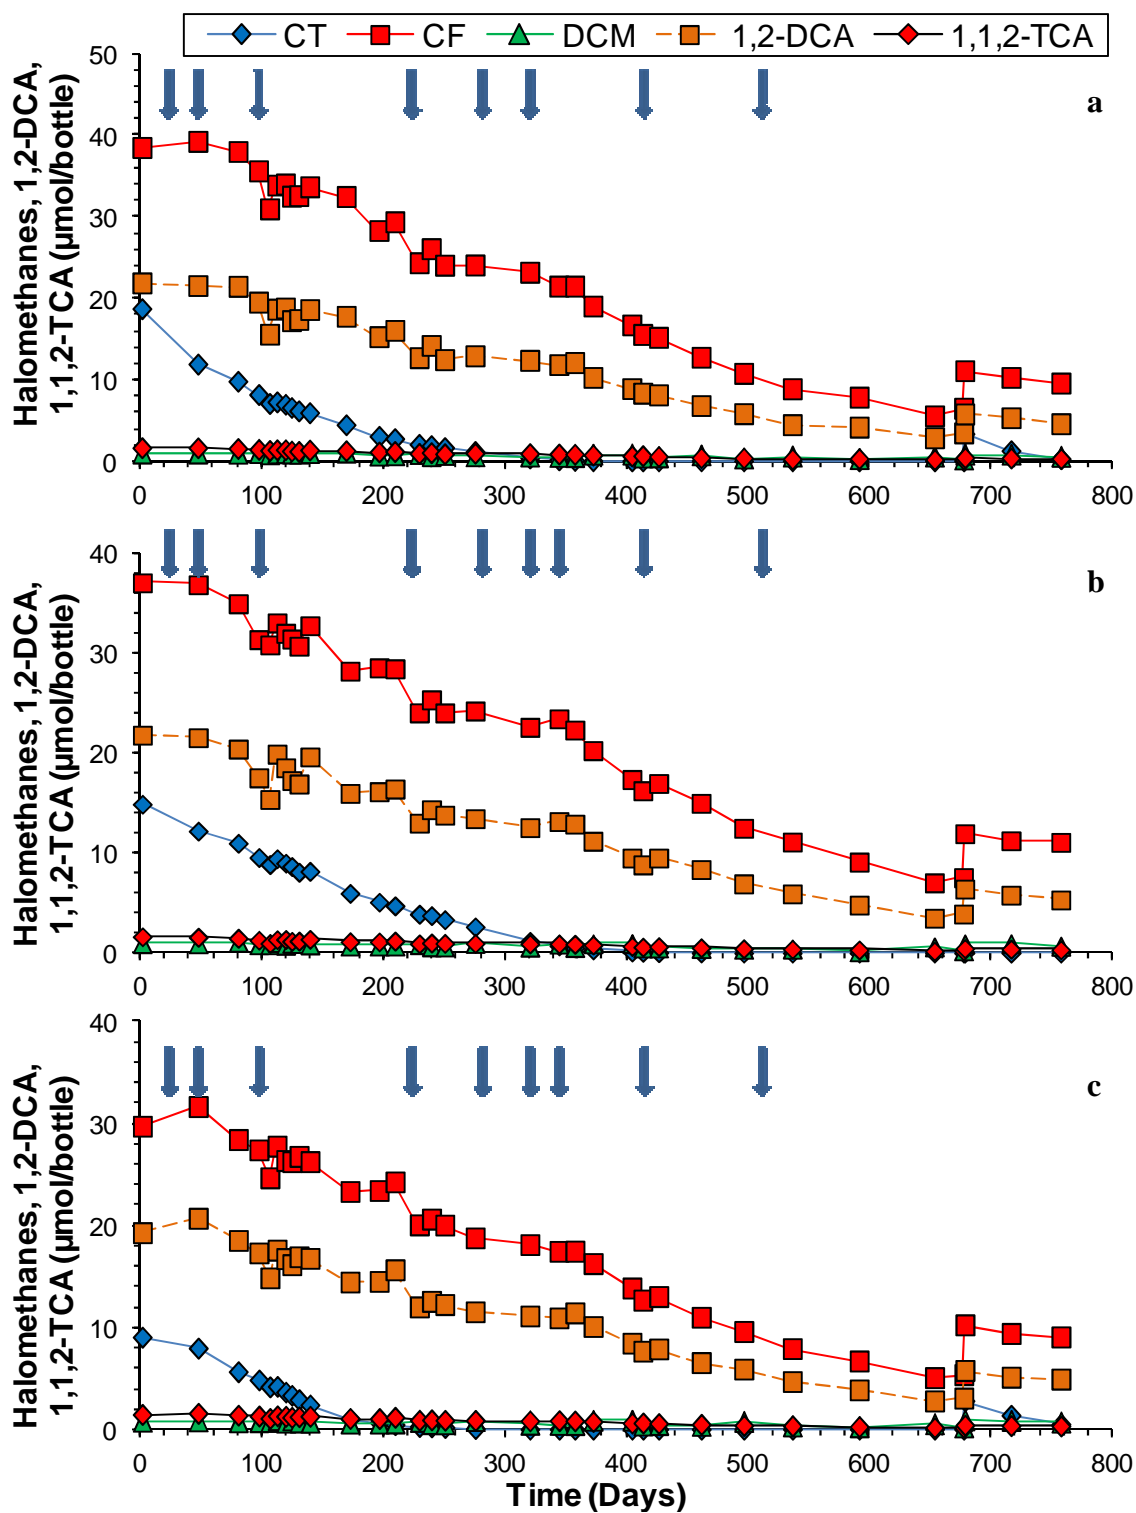 CT CF DCM 1,2-DCA 1,1,2-TCA
Halomethanes, 1,2-DCA,
1,1,2-TCA (µmol/bottle)
50
40
30
20
10
0
a
0 100 200 300 400 500 600 700 800
Halomethanes, 1,2-DCA,
1,1,2-TCA (µmol/bottle)
40
30
20
10
0
b
0 100 200 300 400 500 600 700 800
Halomethanes, 1,2-DCA,
1,1,2-TCA (µmol/bottle)
40
30
20
10
0
c
0 100 200 300 400 500 600 700 800
Time (Days)